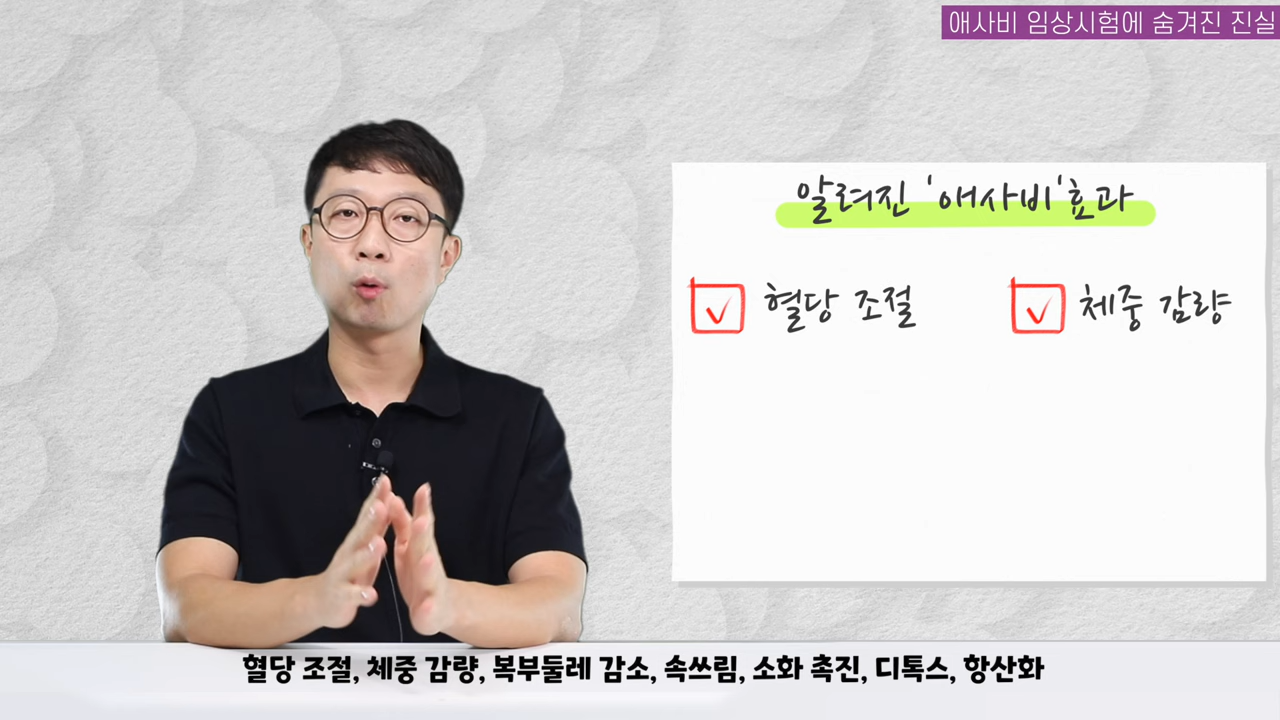 애사비 임상시험에 숨겨진 진실
알려진 '애사비'효과
혈당 조절
체중 감량
혈당 조절, 체중 감량, 복부둘레 감소, 속쓰림, 소화 촉진, 디톡스, 항산화